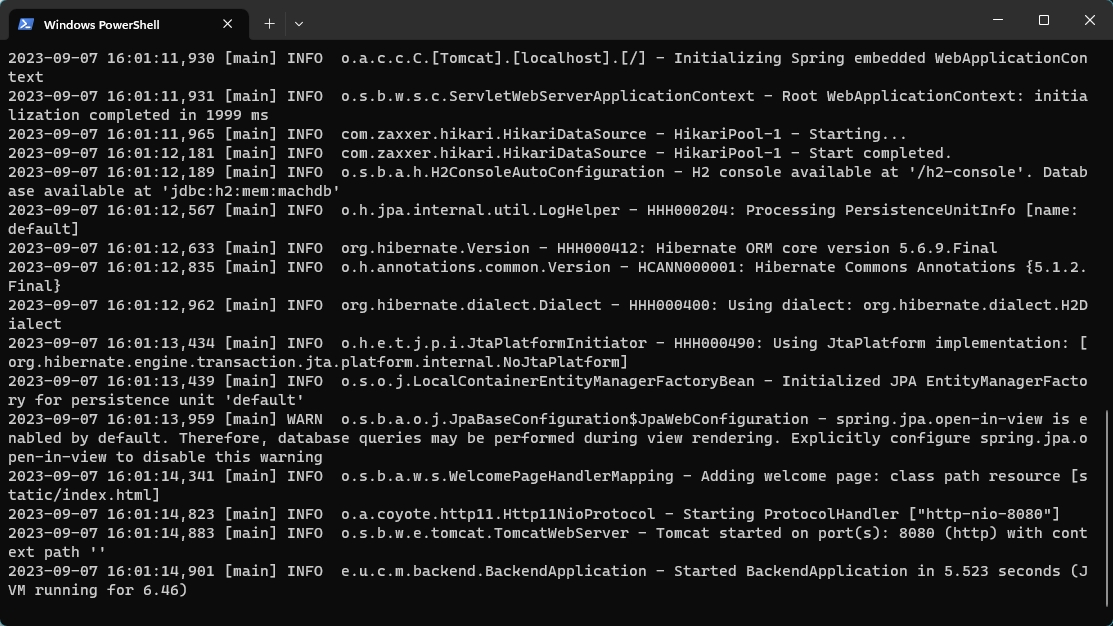 Windows PowerShell
2023-09-07 16:01:11,930 [main] INFO  o.a.c.c.C.[Tomcat].[localhost].[/] - Initializing Spring embedded WebApplicationCon
text
2023-09-07 16:01:11,931 [main] INFO  o.s.b.w.s.c.ServletWebServerApplicationContext - Root WebApplicationContext: initia
lization completed in 1999 ms
2023-09-07 16:01:11,965 [main] INFO  com.zaxxer.hikari.HikariDataSource - HikariPool-1 - Starting...
2023-09-07 16:01:12,181 [main] INFO  com.zaxxer.hikari.HikariDataSource - HikariPool-1 - Start completed.
2023-09-07 16:01:12,189 [main] INFO  o.s.b.a.h.H2ConsoleAutoConfiguration - H2 console available at '/h2-console'. Datab
ase available at 'jdbc:h2:mem:machdb'
2023-09-07 16:01:12,567 [main] INFO  o.h.jpa.internal.util.LogHelper - HHH000204: Processing PersistenceUnitInfo [name:
default]
2023-09-07 16:01:12,633 [main] INFO  org.hibernate.Version - HHH000412: Hibernate ORM core version 5.6.9.Final
2023-09-07 16:01:12,835 [main] INFO  o.h.annotations.common.Version - HCANN000001: Hibernate Commons Annotations {5.1.2.
Final}
2023-09-07 16:01:12,962 [main] INFO  org.hibernate.dialect.Dialect - HHH000400: Using dialect: org.hibernate.dialect.H2D
ialect
2023-09-07 16:01:13,434 [main] INFO  o.h.e.t.j.p.i.JtaPlatformInitiator - HHH000490: Using JtaPlatform implementation: [
org.hibernate.engine.transaction.jta.platform.internal.NoJtaPlatform]
2023-09-07 16:01:13,439 [main] INFO  o.s.o.j.LocalContainerEntityManagerFactoryBean - Initialized JPA EntityManagerFacto
ry for persistence unit 'default'
2023-09-07 16:01:13,959 [main] WARN  o.s.b.a.o.j.JpaBaseConfiguration$JpaWebConfiguration - spring.jpa.open-in-view is e
nabled by default. Therefore, database queries may be performed during view rendering. Explicitly configure spring.jpa.o
pen-in-view to disable this warning
2023-09-07 16:01:14,341 [main] INFO  o.s.b.a.w.s.WelcomePageHandlerMapping - Adding welcome page: class path resource [s
tatic/index.html]
2023-09-07 16:01:14,823 [main] INFO  o.a.coyote.http11.Http11NioProtocol - Starting ProtocolHandler ["http-nio-8080"]
2023-09-07 16:01:14,883 [main] INFO  o.s.b.w.e.tomcat.TomcatWebServer - Tomcat started on port(s): 8080 (http) with cont
ext path ''
2023-09-07 16:01:14,901 [main] INFO  e.u.c.m.backend.BackendApplication - Started BackendApplication in 5.523 seconds (J
VM running for 6.46)